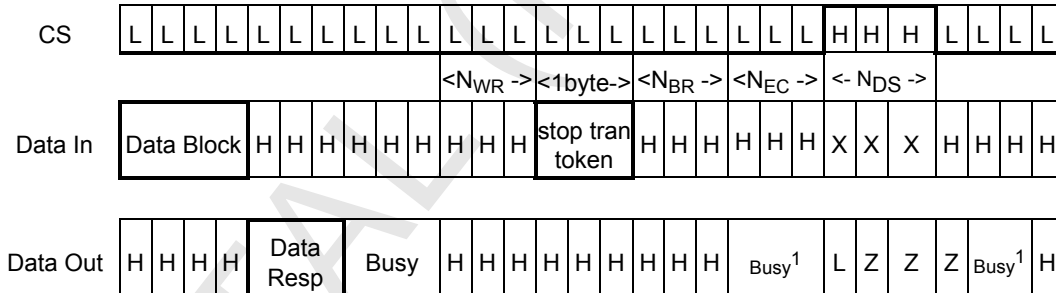 CS L L L L L L L L L L L L L L L L L L L L L L H H H L L L L
<NWR -> <1byte-> <NBR -> <NEC -> <- NDS ->
Data In Data Block H H H H H H H H H stop tran token H H H H H H X X X H H H H
Data Out H H H H Data Resp Busy H H H H H H H H H Busy1 L Z Z Z Busy1 H